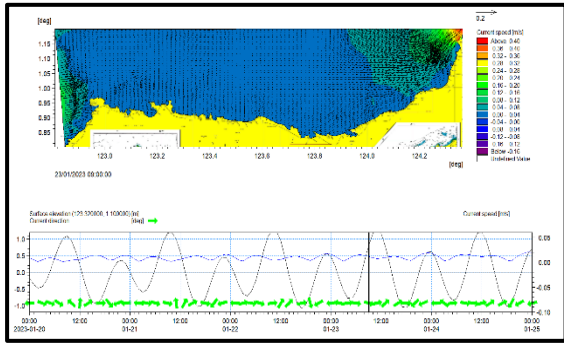 [deg]
0.2
Current speed [m/s]
Above 0.40
0.36 - 0.40
0.32 - 0.36
0.28 - 0.32
0.24 - 0.28
0.20 - 0.24
0.16 - 0.20
0.12 - 0.16
0.08 - 0.12
0.04 - 0.08
0.00 - 0.04
-0.04 - 0.00
-0.08 - -0.04
-0.12 - -0.08
-0.16 - -0.12
Below -0.16
Undefined Value
1.15
1.10
1.05
1.00
0.95
0.90
0.85
123.0 123.2 123.4 123.6 123.8 124.0 124.2
[deg]
23/01/2023
Surface elevation (123.320000, 1.100000) [m]
Current direction [deg]
Current speed [m/s]
1.0
0.5
0.0
-0.5
-1.0
0.05
0.00
-0.05
-0.10
00:00 12:00 00:00 12:00 00:00 12:00 00:00 12:00 00:00 12:00 00:00
2023-01-20 01-21 01-22 01-23 01-24 01-25